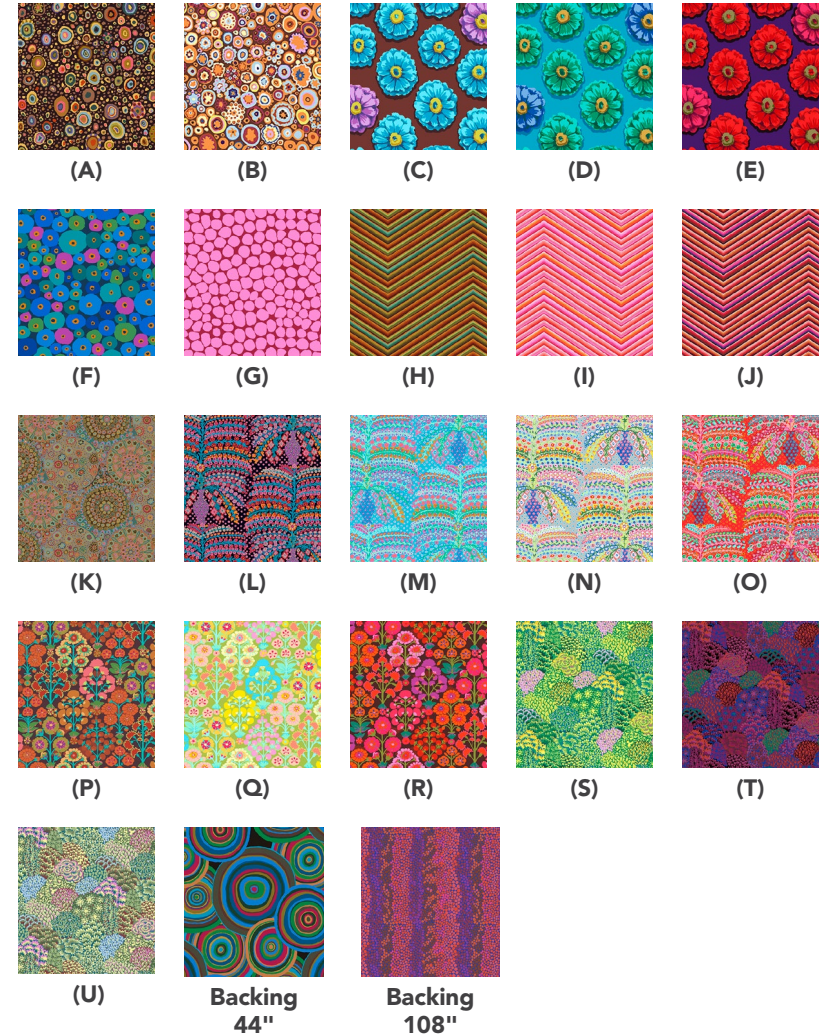 (A) (B) (C) (D) (E)
(F) (G) (H) (I) (J)
(K) (L) (M) (N) (O)
(P) (Q) (R) (S) (T)
(U) Backing Backing
44" 108"